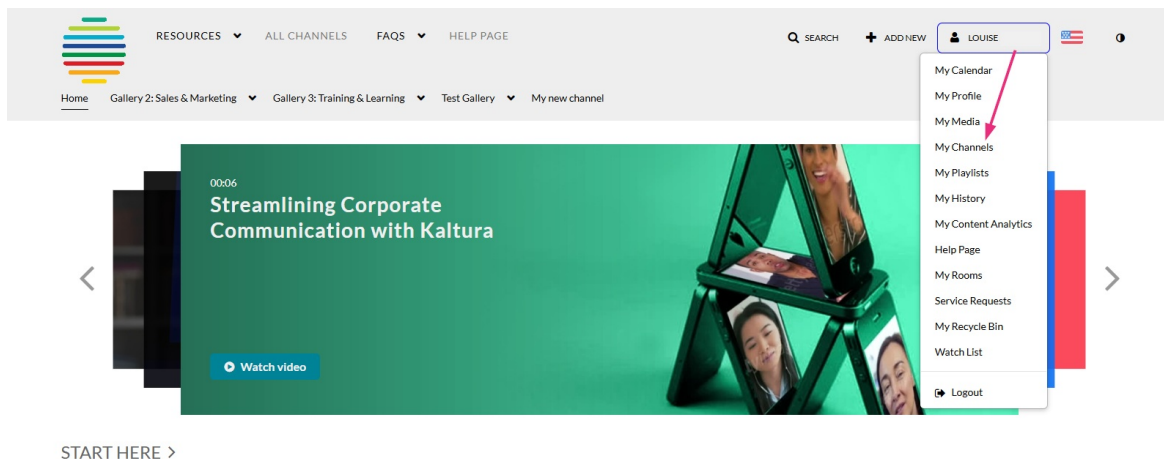 RESOURCES
ALL CHANNELS
FAQS
HELP PAGE
SEARCH
ADD NEW
LOUISE
Home
Gallery 2: Sales & Marketing
Gallery 3: Training & Learning
Test Gallery
My new channel
My Calendar
My Profile
My Media
My Channels
My Playlists
My History
My Content Analytics
Help Page
My Rooms
Service Requests
My Recycle Bin
Watch List
Logout
00:06
Streamlining Corporate
Communication with Kaltura
Watch video
START HERE >